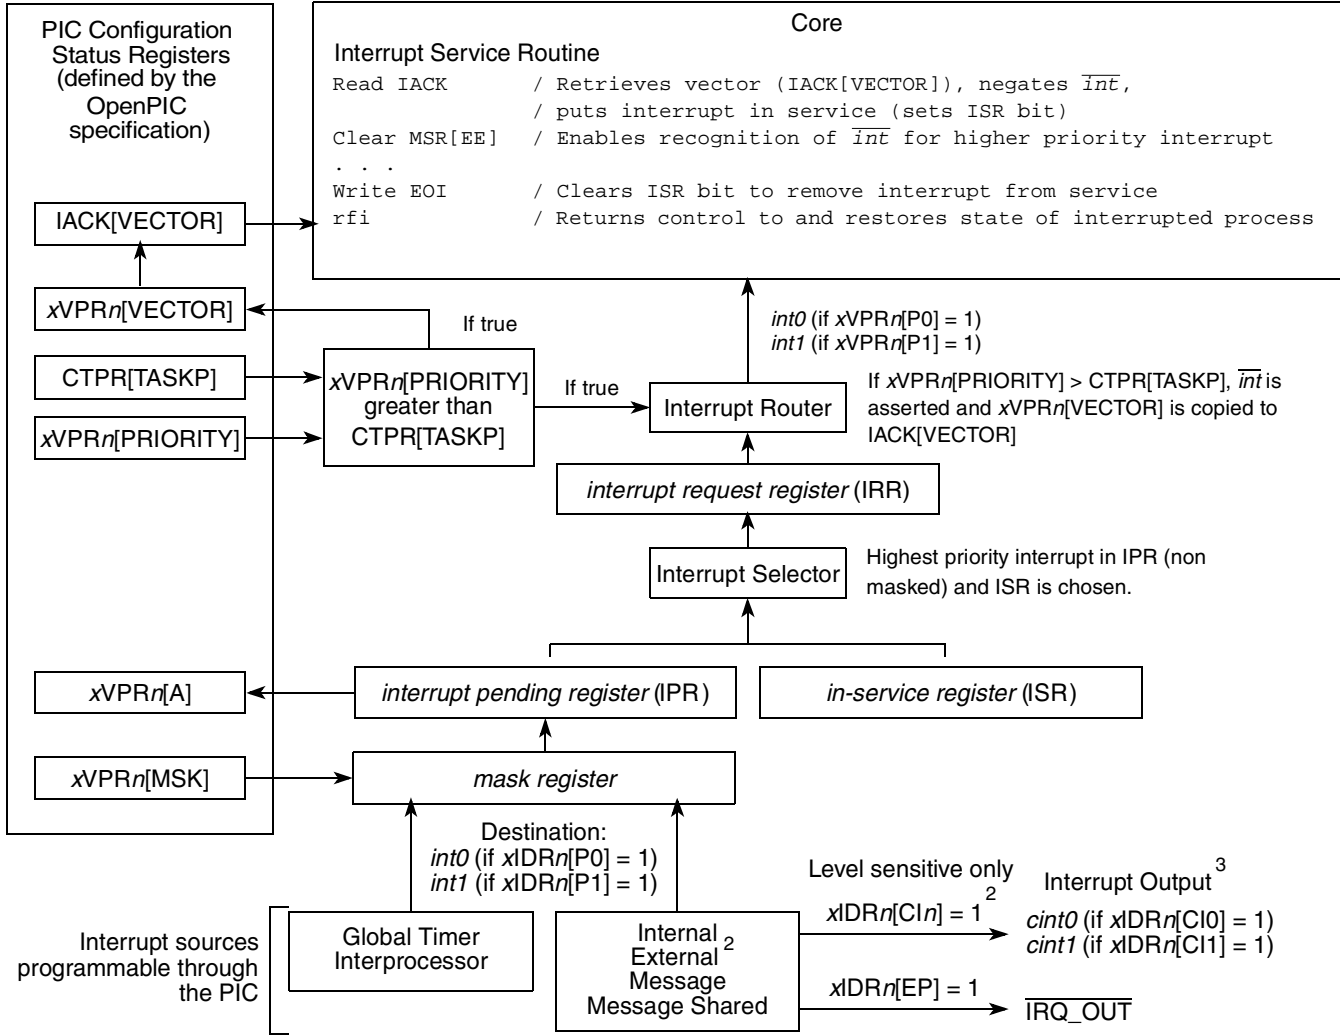 PIC Configuration
Status Registers
(defined by the
OpenPIC
specification)
Core
Interrupt Service Routine
Read IACK / Retrieves vector (IACK[VECTOR]), negates int,
/ puts interrupt in service (sets ISR bit)
Clear MSR[EE] / Enables recognition of int for higher priority interrupt
. . .
Write EOI / Clears ISR bit to remove interrupt from service
rfi / Returns control to and restores state of interrupted process
IACK[VECTOR]
xVPRn[VECTOR]
If true
int0 (if xVPRn[P0] = 1)
int1 (if xVPRn[P1] = 1)
CTPR[TASKP]
xVPRn[PRIORITY]
xVPRn[PRIORITY]
greater than
CTPR[TASKP]
If true
Interrupt Router
If xVPRn[PRIORITY] > CTPR[TASKP], int is
asserted and xVPRn[VECTOR] is copied to
IACK[VECTOR]
interrupt request register (IRR)
Interrupt Selector
Highest priority interrupt in IPR (non
masked) and ISR is chosen.
xVPRn[A]
interrupt pending register (IPR)
in-service register (ISR)
xVPRn[MSK]
mask register
Destination:
int0 (if xIDRn[P0] = 1)
int1 (if xIDRn[P1] = 1)
Interrupt sources
programmable through
the PIC
Global Timer
Interprocessor
Internal
External 2
Message
Message Shared
Level sensitive only
xIDRn[CIn] = 1 2
xIDRn[EP] = 1
Interrupt Output 3
cint0 (if xIDRn[CI0] = 1)
cint1 (if xIDRn[CI1] = 1)
IRQ_OUT